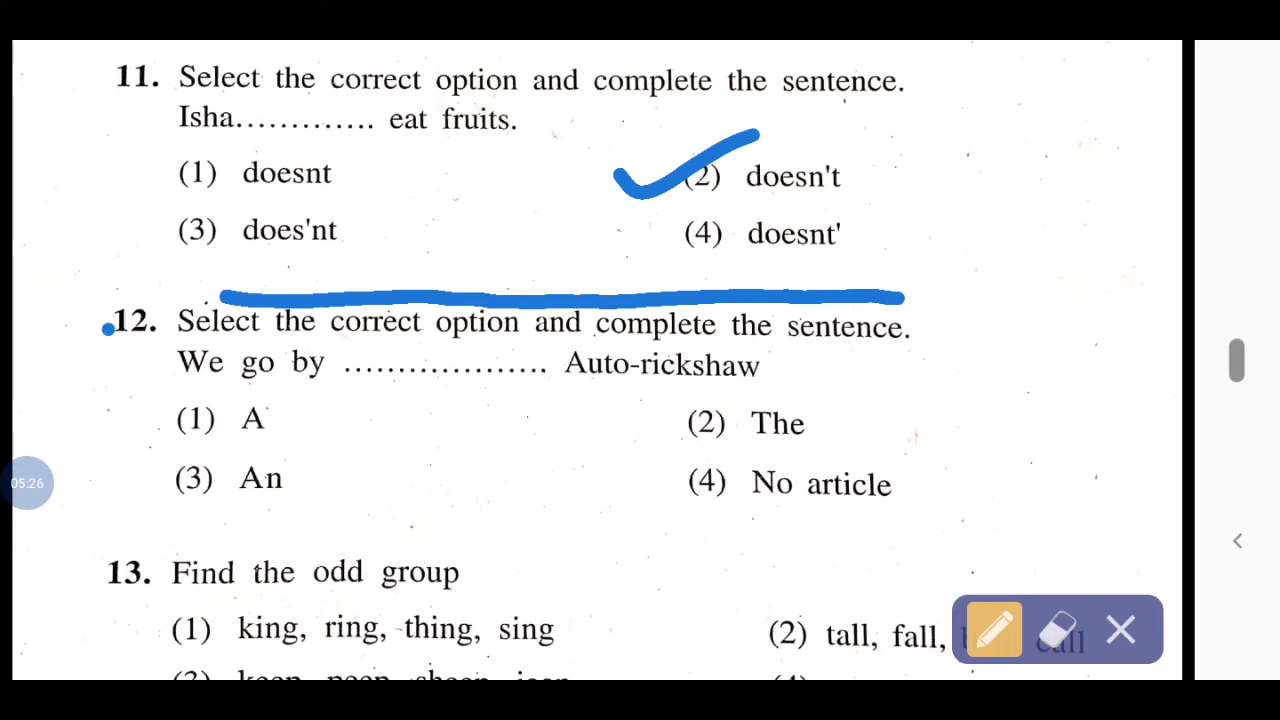 11. Select the correct option and complete the sentence.
Isha............. eat fruits.
(1) doesnt (2) doesn't
(3) does'nt (4) doesnt'
12. Select the correct option and complete the sentence.
We go by ................... Auto-rickshaw
(1) A (2) The
(3) An (4) No article
05:26
13. Find the odd group
(1) king, ring, thing, sing (2) tall, fall, call